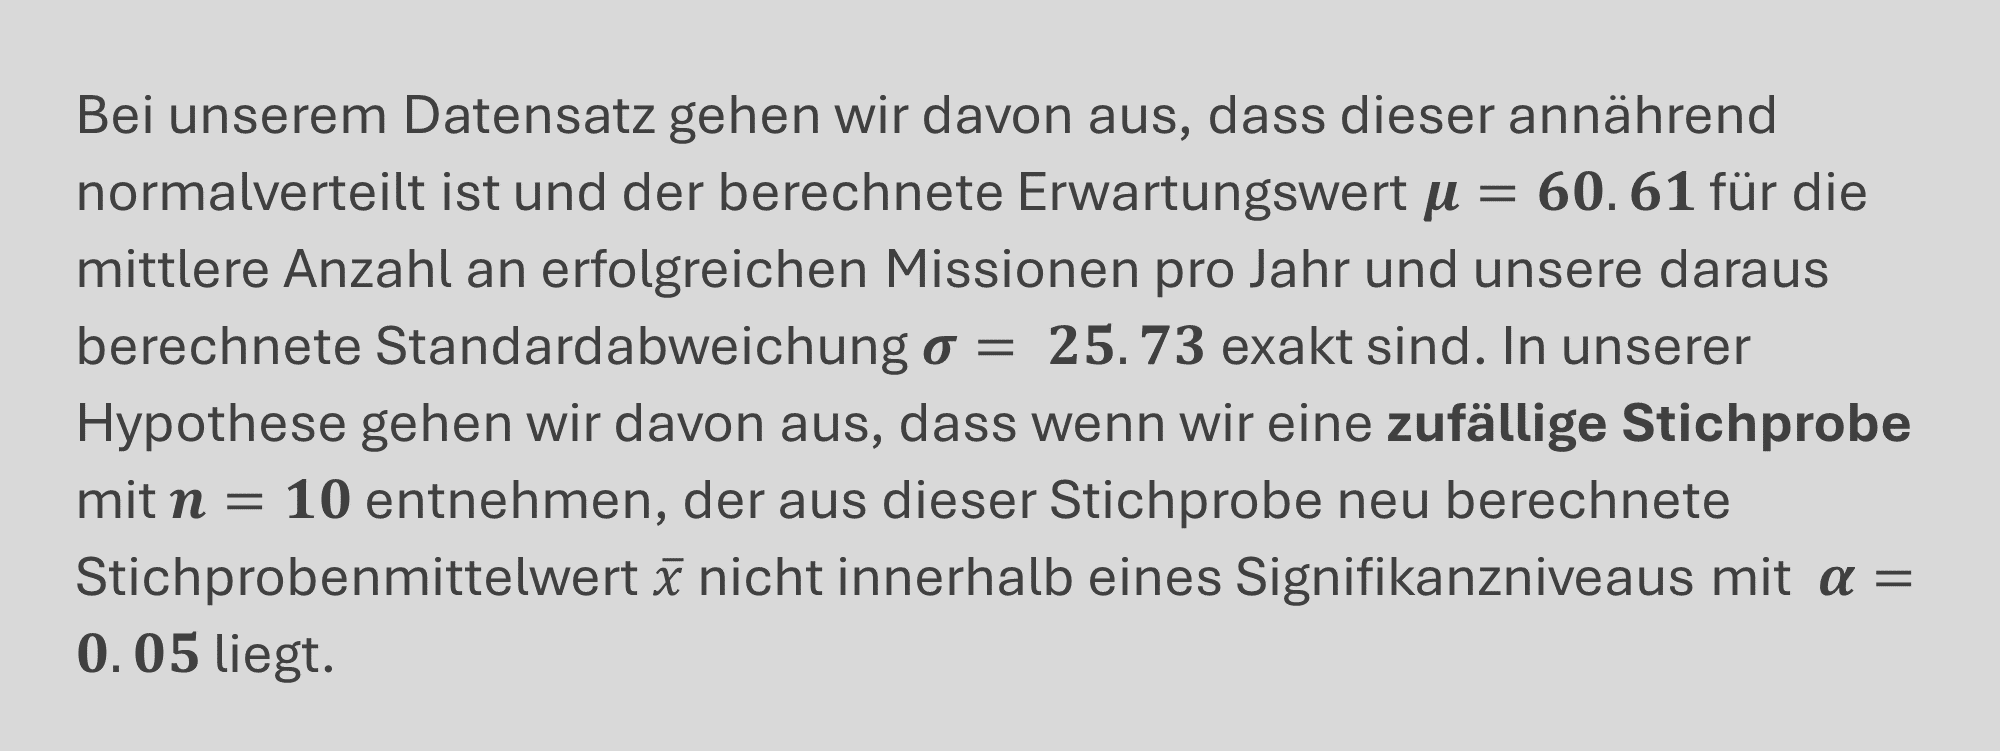 Bei unserem Datensatz gehen wir davon aus, dass dieser annährend
normalverteilt ist und der berechnete Erwartungswert μ = 60.61 für die
mittlere Anzahl an erfolgreichen Missionen pro Jahr und unsere daraus
berechnete Standardabweichung σ = 25.73 exakt sind. In unserer
Hypothese gehen wir davon aus, dass wenn wir eine zufällige Stichprobe
mit n = 10 entnehmen, der aus dieser Stichprobe neu berechnete
Stichprobenmittelwert x̄ nicht innerhalb eines Signifikanzniveaus mit α =
0.05 liegt.